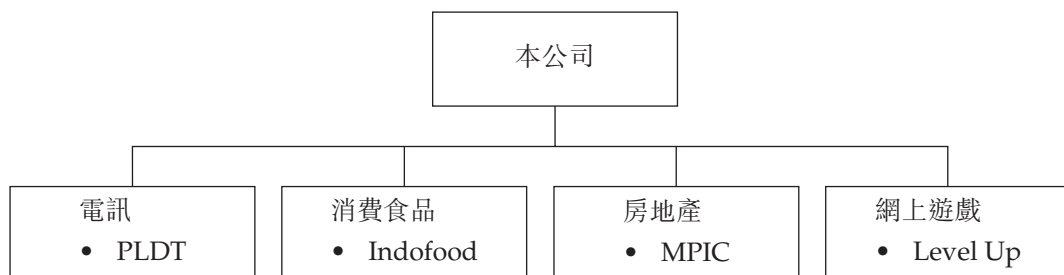 本公司
電訊
• PLDT
消費食品
• Indofood
房地產
• MPIC
網上遊戲
• Level Up